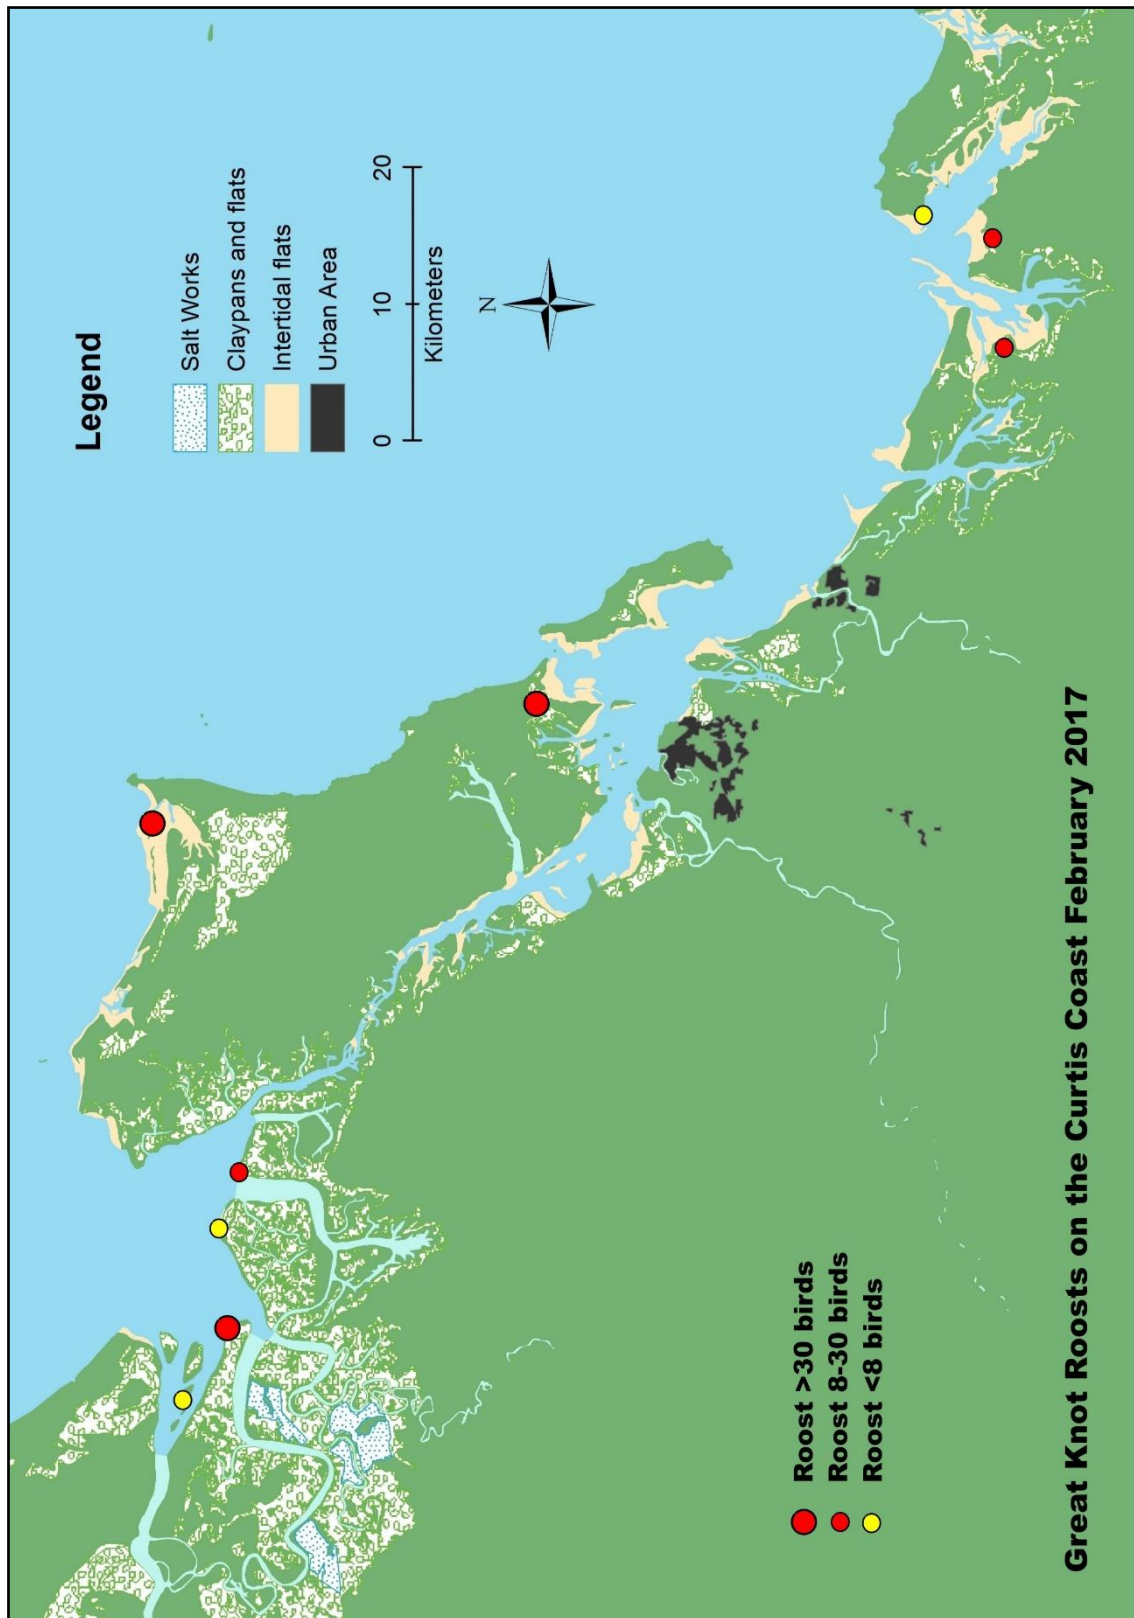 Legend
Salt Works
Claypans and flats
Intertidal flats
Urban Area
0 10 20
Kilometers
N
Roost >30 birds
Roost 8-30 birds
Roost <8 birds
Great Knot Roosts on the Curtis Coast February 2017